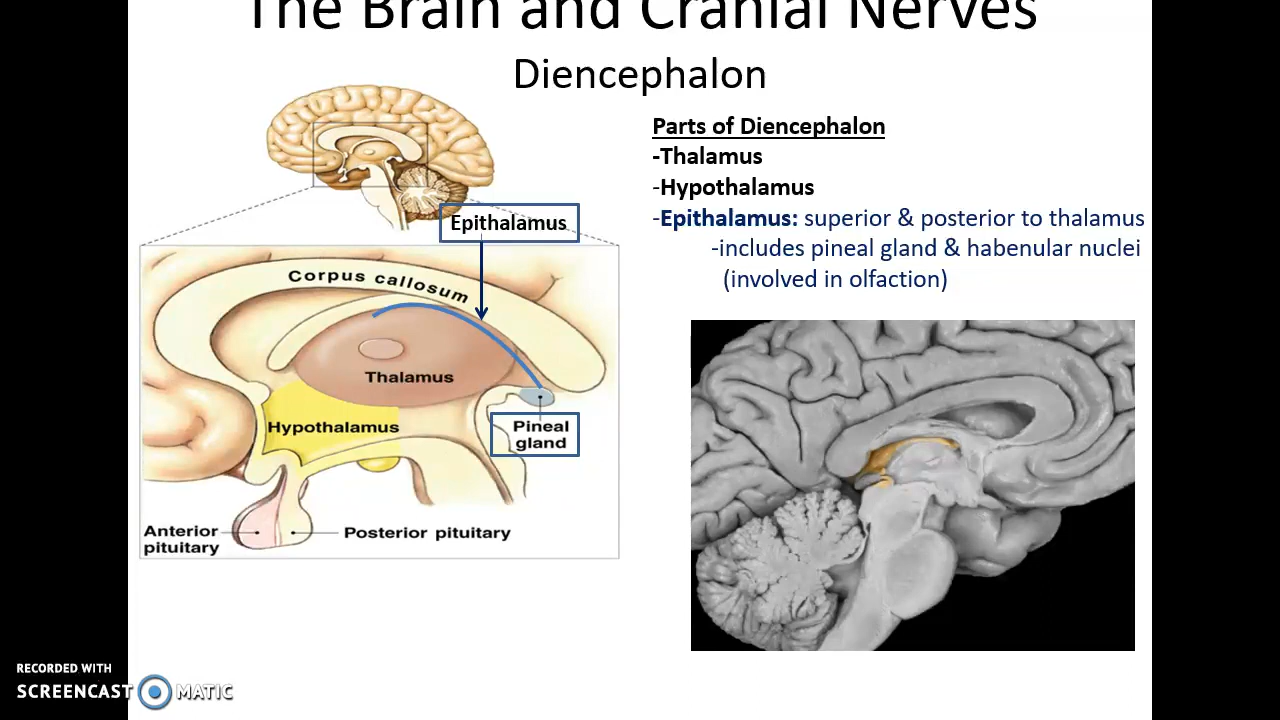 The Brain and Cranial Nerves
Diencephalon
Parts of Diencephalon
-Thalamus
-Hypothalamus
-Epithalamus: superior & posterior to thalamus
-includes pineal gland & habenular nuclei
(involved in olfaction)
Epithalamus
Corpus callosum
Thalamus
Hypothalamus
Pineal
gland
Anterior
pituitary
Posterior pituitary
RECORDED WITH
SCREENCAST MATIC